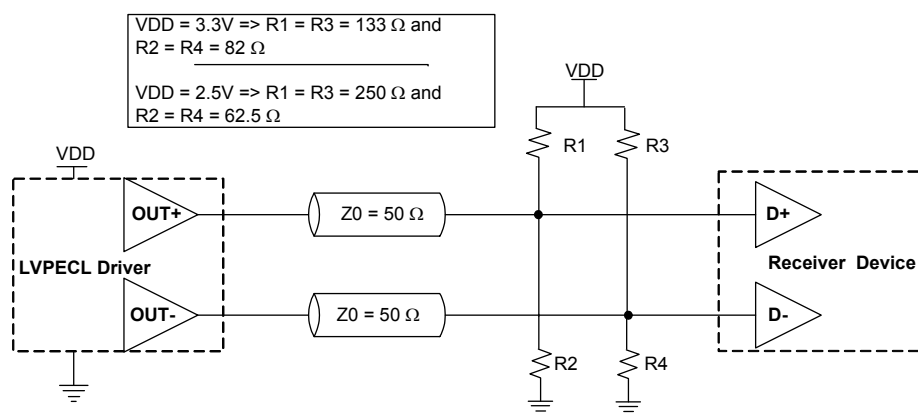 VDD = 3.3V => R1 = R3 = 133 Ω and
R2 = R4 = 82 Ω
VDD = 2.5V => R1 = R3 = 250 Ω and
R2 = R4 = 62.5 Ω
VDD
VDD
R1
R3
OUT+
Z0 = 50 Ω
D+
LVPECL Driver
Receiver Device
OUT-
Z0 = 50 Ω
D-
R2
R4